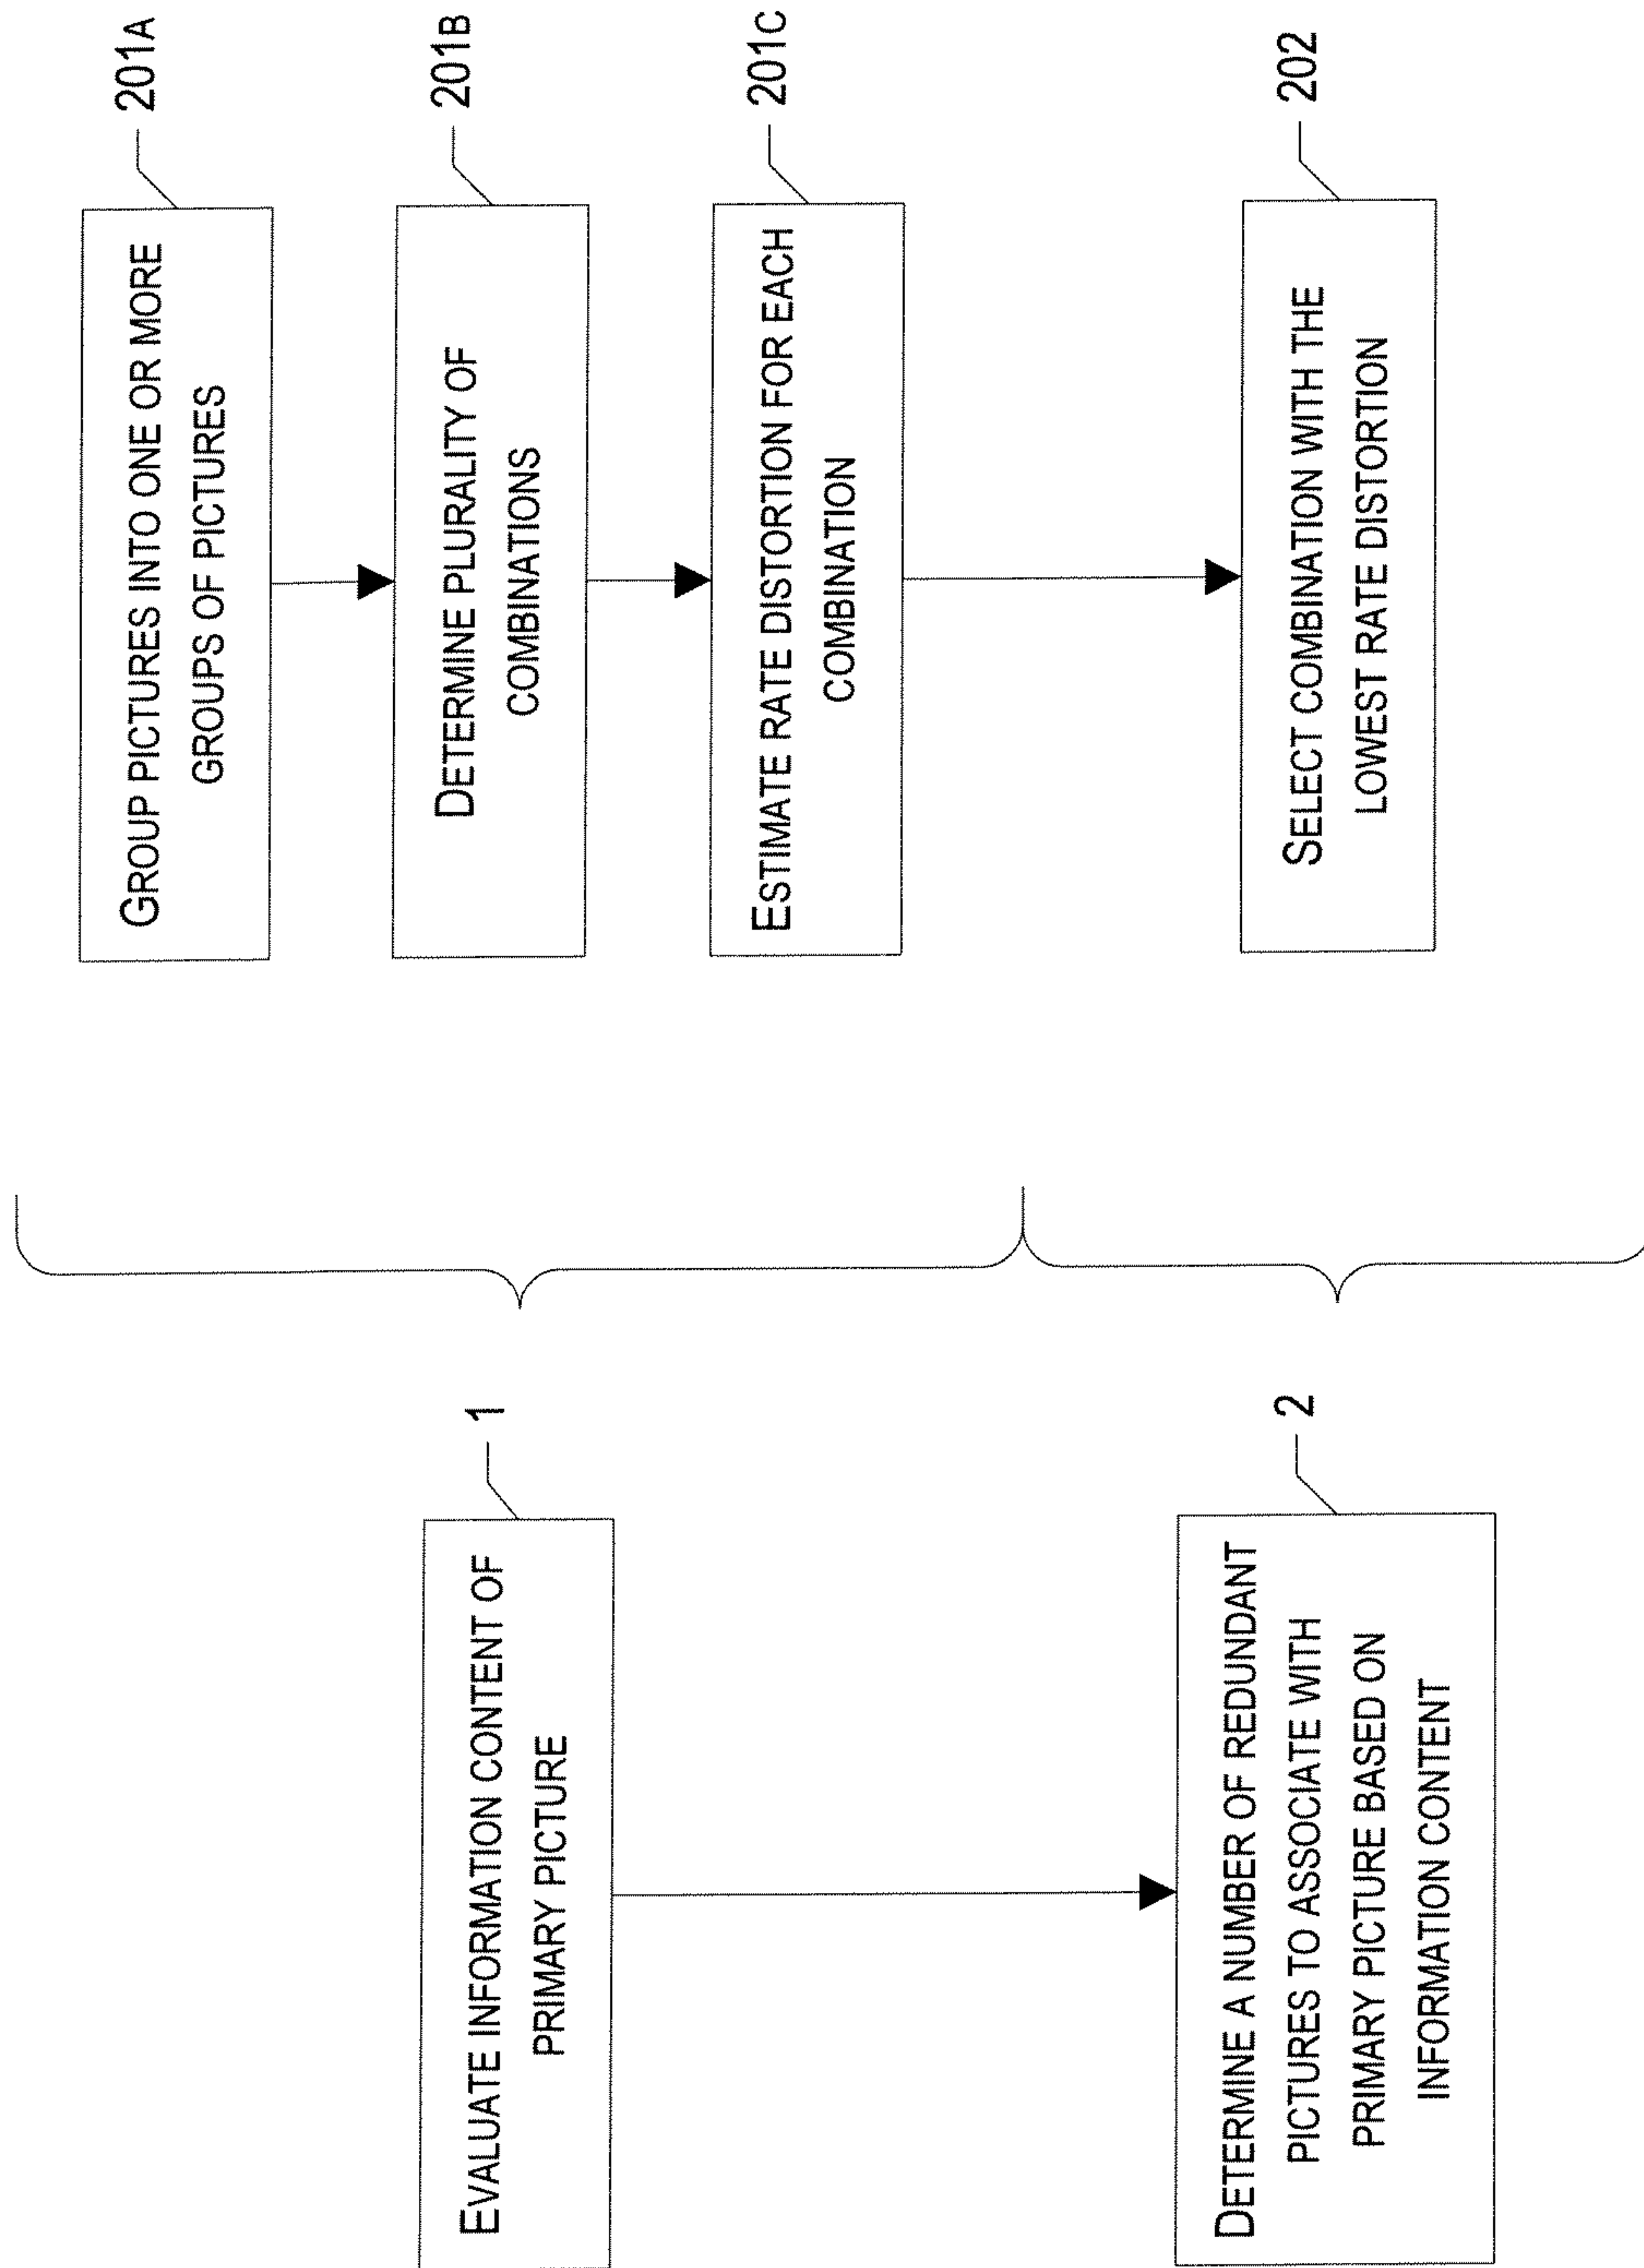 1
EVALUATE INFORMATION CONTENT OF
PRIMARY PICTURE
2
DETERMINE A NUMBER OF REDUNDANT
PICTURES TO ASSOCIATE WITH
PRIMARY PICTURE BASED ON
INFORMATION CONTENT
201A
GROUP PICTURES INTO ONE OR MORE
GROUPS OF PICTURES
201B
DETERMINE PLURALITY OF
COMBINATIONS
201C
ESTIMATE RATE DISTORTION FOR EACH
COMBINATION
202
SELECT COMBINATION WITH THE
LOWEST RATE DISTORTION